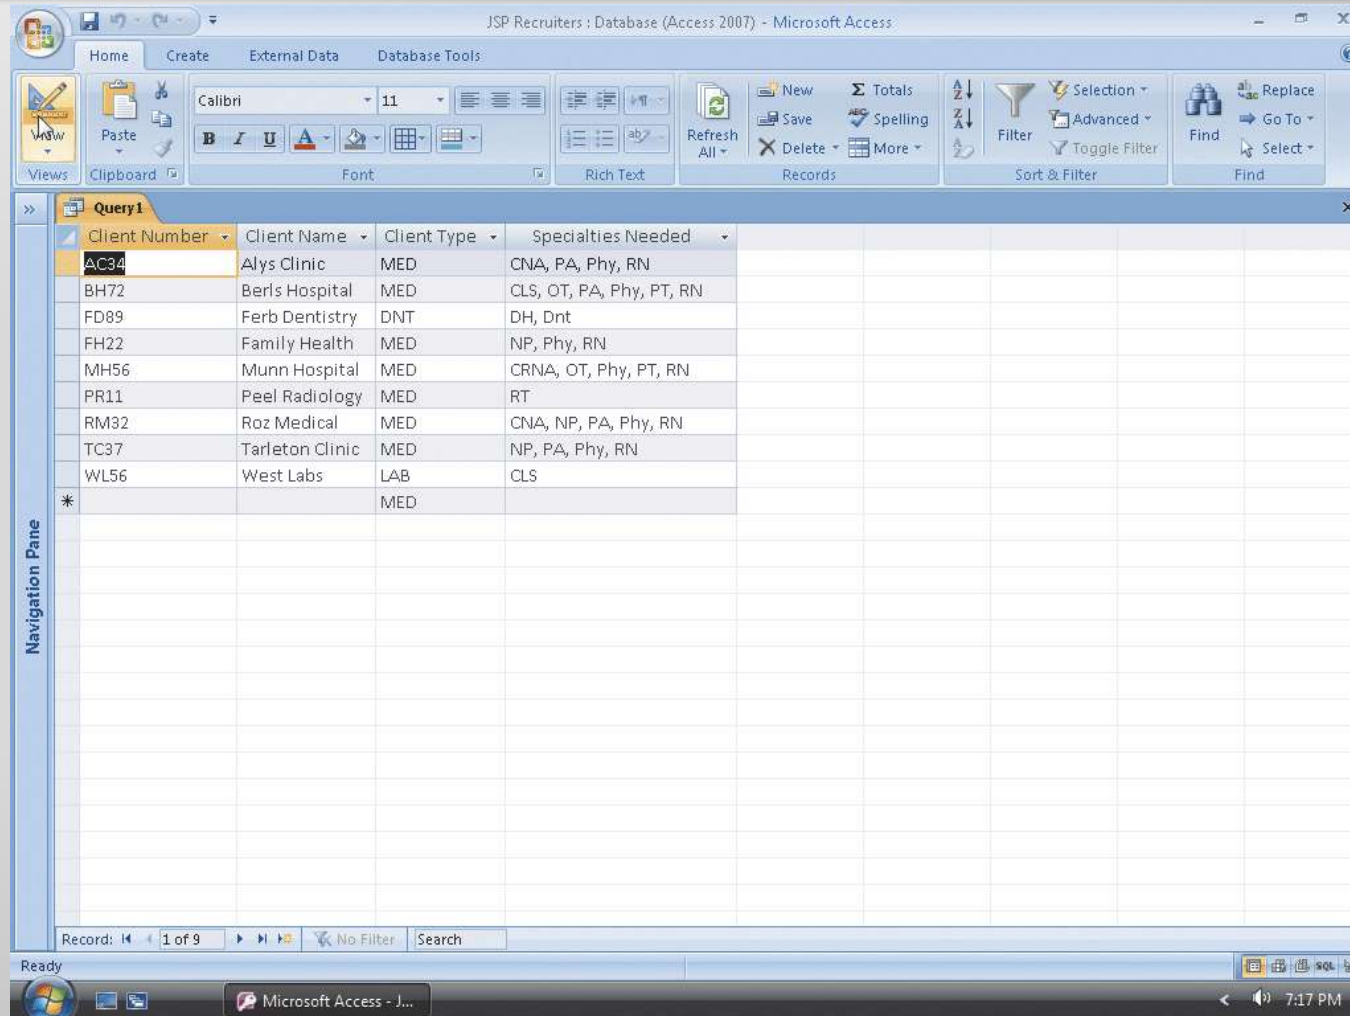 JSP Recruiters : Database (Access 2007) - Microsoft Access
Home Create External Data Database Tools
View Paste Calibri 11 Refresh All New Save Delete Totals Spelling More Filter Selection Advanced Toggle Filter Find Replace Go To Select
B I U A
Views Clipboard Font Rich Text Records Sort & Filter Find
Query1
Client Number Client Name Client Type Specialties Needed
AC34 Alys Clinic MED CNA, PA, Phy, RN
BH72 Berls Hospital MED CLS, OT, PA, Phy, PT, RN
FD89 Ferb Dentistry DNT DH, Dnt
FH22 Family Health MED NP, Phy, RN
MH56 Munn Hospital MED CRNA, OT, Phy, PT, RN
PR11 Peel Radiology MED RT
RM32 Roz Medical MED CNA, NP, PA, Phy, RN
TC37 Tarleton Clinic MED NP, PA, Phy, RN
WL56 West Labs LAB CLS
* MED
Navigation Pane
Record: 1 of 9 No Filter Search
Ready SQL
Microsoft Access - J... 7:17 PM